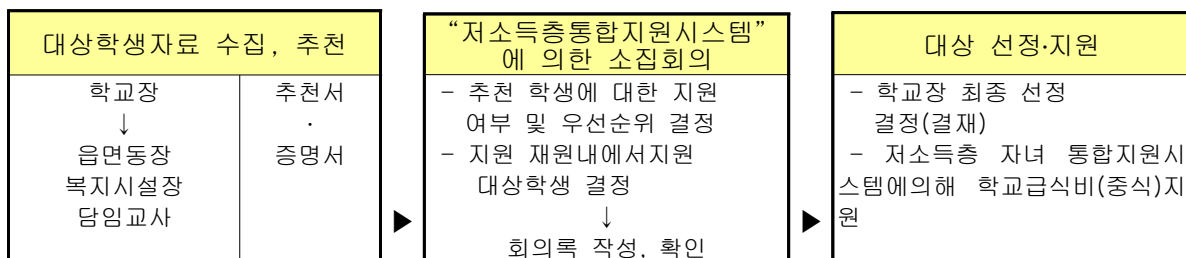 대상학생자료 수집, 추천
학교장
↓
읍면동장
복지시설장
담임교사
추천서
·
증명서
▶
“저소득층통합지원시스템”
에 의한 소집회의
- 추천 학생에 대한 지원
여부 및 우선순위 결정
- 지원 재원내에서지원
대상학생 결정
↓
회의록 작성, 확인
▶
대상 선정·지원
- 학교장 최종 선정
결정(결재)
- 저소득층 자녀 통합지원시
스템에의해 학교급식비(중식)지
원